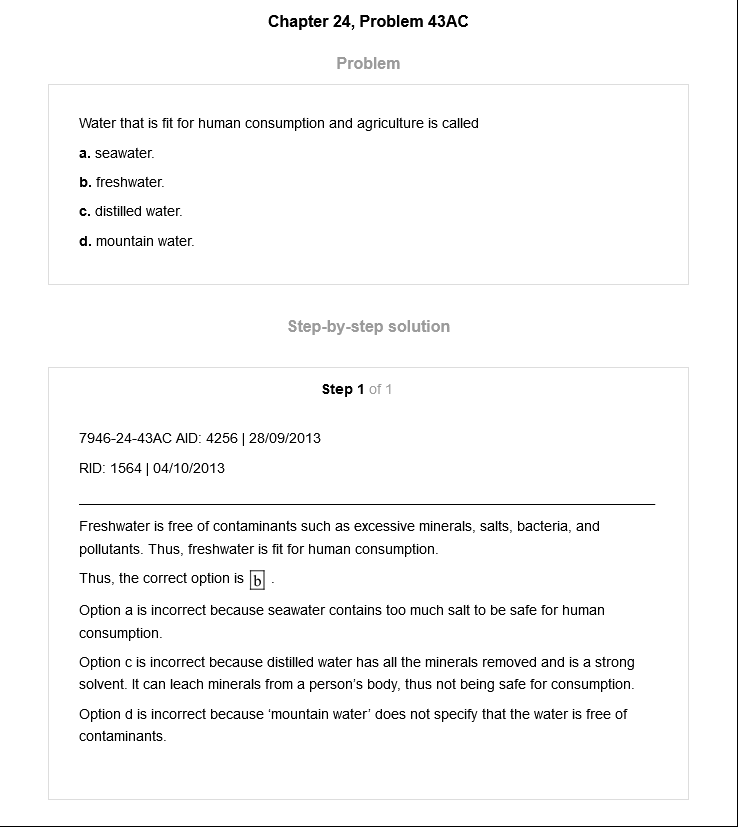 Chapter 24, Problem 43AC
Problem
Water that is fit for human consumption and agriculture is called
a. seawater.
b. freshwater.
c. distilled water.
d. mountain water.
Step-by-step solution
Step 1 of 1
7946-24-43AC AID: 4256 | 28/09/2013
RID: 1564 | 04/10/2013
Freshwater is free of contaminants such as excessive minerals, salts, bacteria, and
pollutants. Thus, freshwater is fit for human consumption.
Thus, the correct option is b .
Option a is incorrect because seawater contains too much salt to be safe for human
consumption.
Option c is incorrect because distilled water has all the minerals removed and is a strong
solvent. It can leach minerals from a person’s body, thus not being safe for consumption.
Option d is incorrect because ‘mountain water’ does not specify that the water is free of
contaminants.